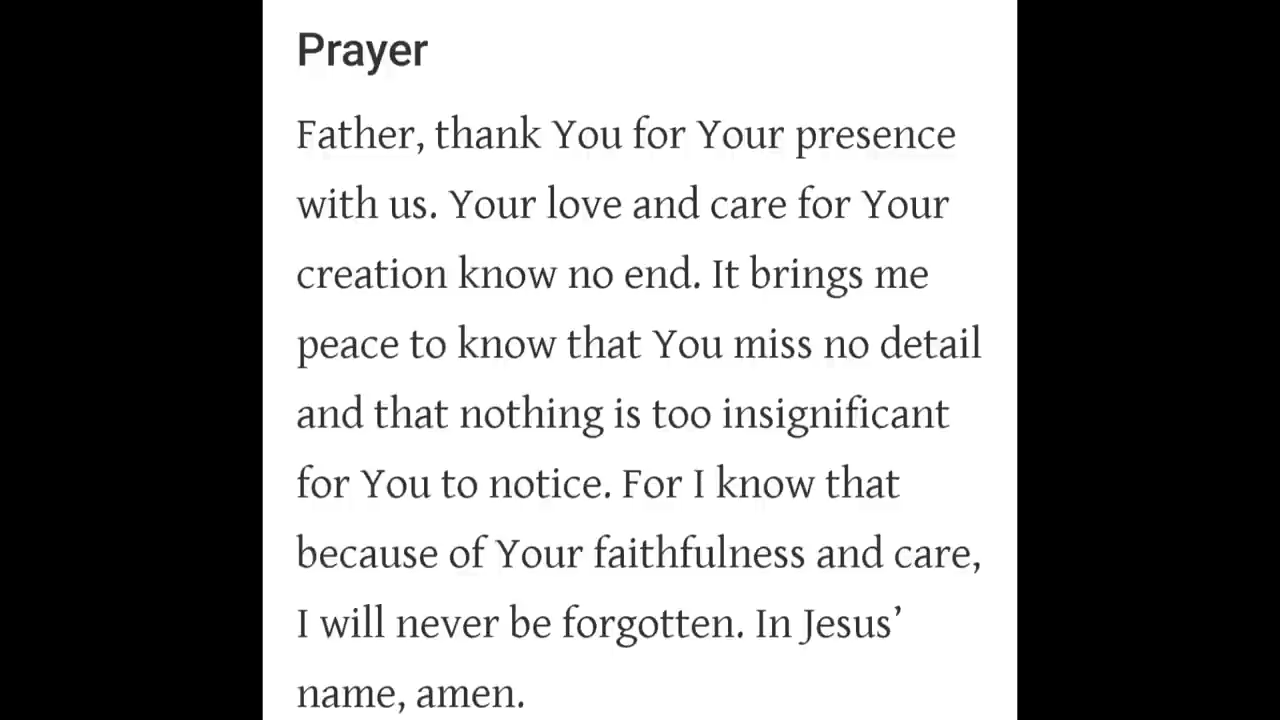 Prayer
Father, thank You for Your presence
with us. Your love and care for Your
creation know no end. It brings me
peace to know that You miss no detail
and that nothing is too insignificant
for You to notice. For I know that
because of Your faithfulness and care,
I will never be forgotten. In Jesus’
name, amen.